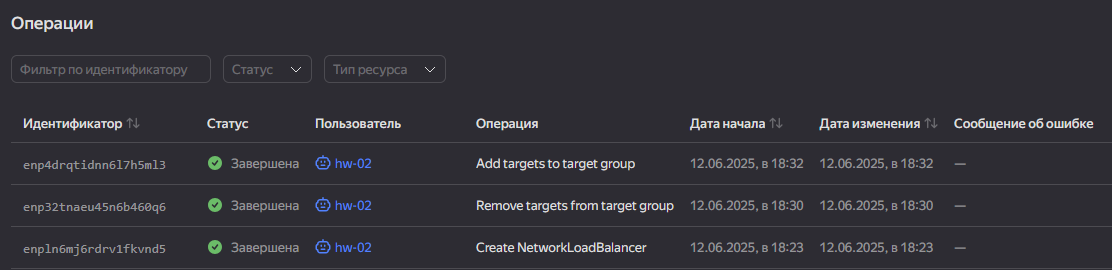 Операции
Фильтр по идентификатору Статус Тип ресурса
Идентификатор Статус Пользователь Операция Дата начала Дата изменения Сообщение об ошибке
enp4drqtidnn6l7h5ml3 Завершена hw-02 Add targets to target group 12.06.2025, в 18:32 12.06.2025, в 18:32 —
enp32tnaeu45n6b460q6 Завершена hw-02 Remove targets from target group 12.06.2025, в 18:30 12.06.2025, в 18:30 —
enpln6mj6rdrv1fkvnd5 Завершена hw-02 Create NetworkLoadBalancer 12.06.2025, в 18:23 12.06.2025, в 18:23 —